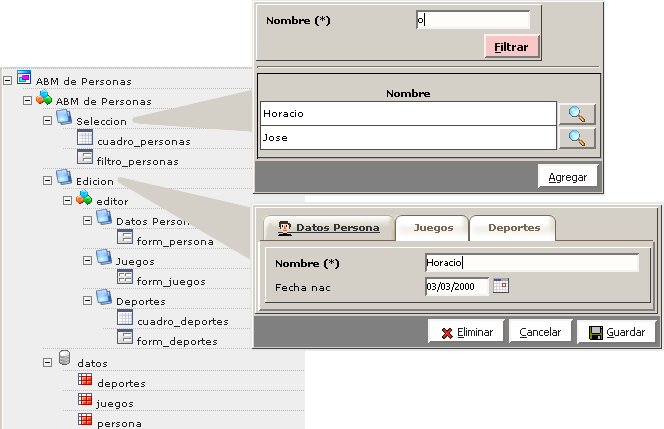 ABM de Personas
ABM de Personas
Seleccion
cuadro_personas
filtro_personas
Edicion
editor
Datos Person
form_persona
Juegos
form_juegos
Deportes
cuadro_deportes
form_deportes
datos
deportes
juegos
persona
Nombre (*) o
Filtrar
Nombre
Horacio
Jose
Agregar
Datos Persona Juegos Deportes
Nombre (*) Horacio
Fecha nac 03/03/2000
Eliminar Cancelar Guardar